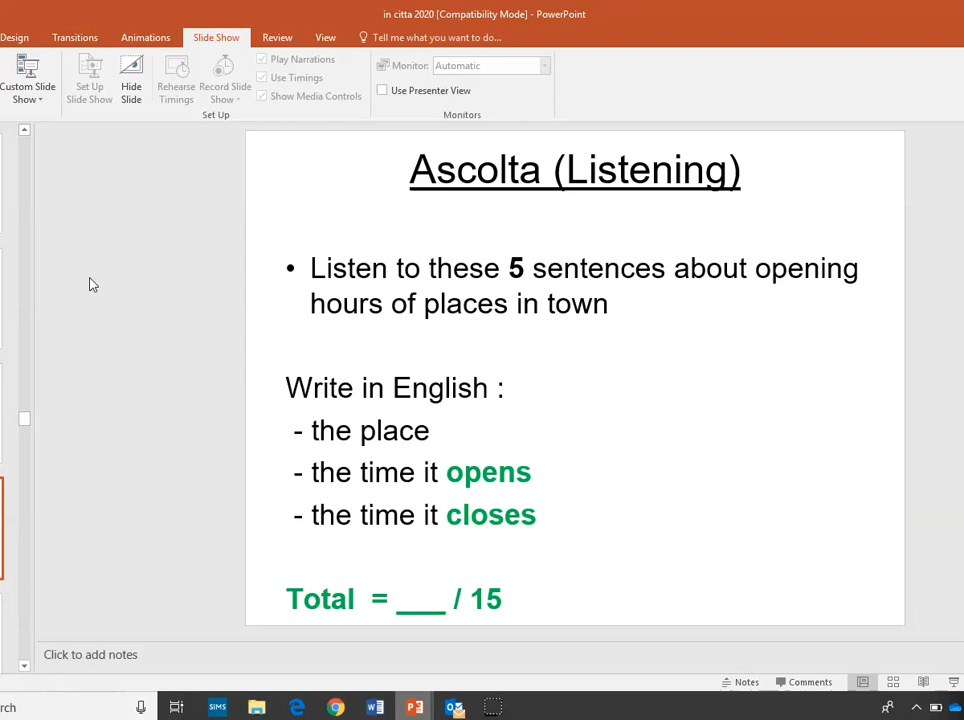 in citta 2020 [Compatibility Mode] - PowerPoint
Design Transitions Animations Slide Show Review View Tell me what you want to do...
Custom Slide Show
Set Up Slide Show
Hide Slide
Rehearse Timings
Record Slide Show
Play Narrations
Use Timings
Show Media Controls
Set Up
Monitor: Automatic
Use Presenter View
Monitors
Ascolta (Listening)
• Listen to these 5 sentences about opening
hours of places in town
Write in English :
- the place
- the time it opens
- the time it closes
Total = ___ / 15
Click to add notes
Notes Comments
rch SIMS